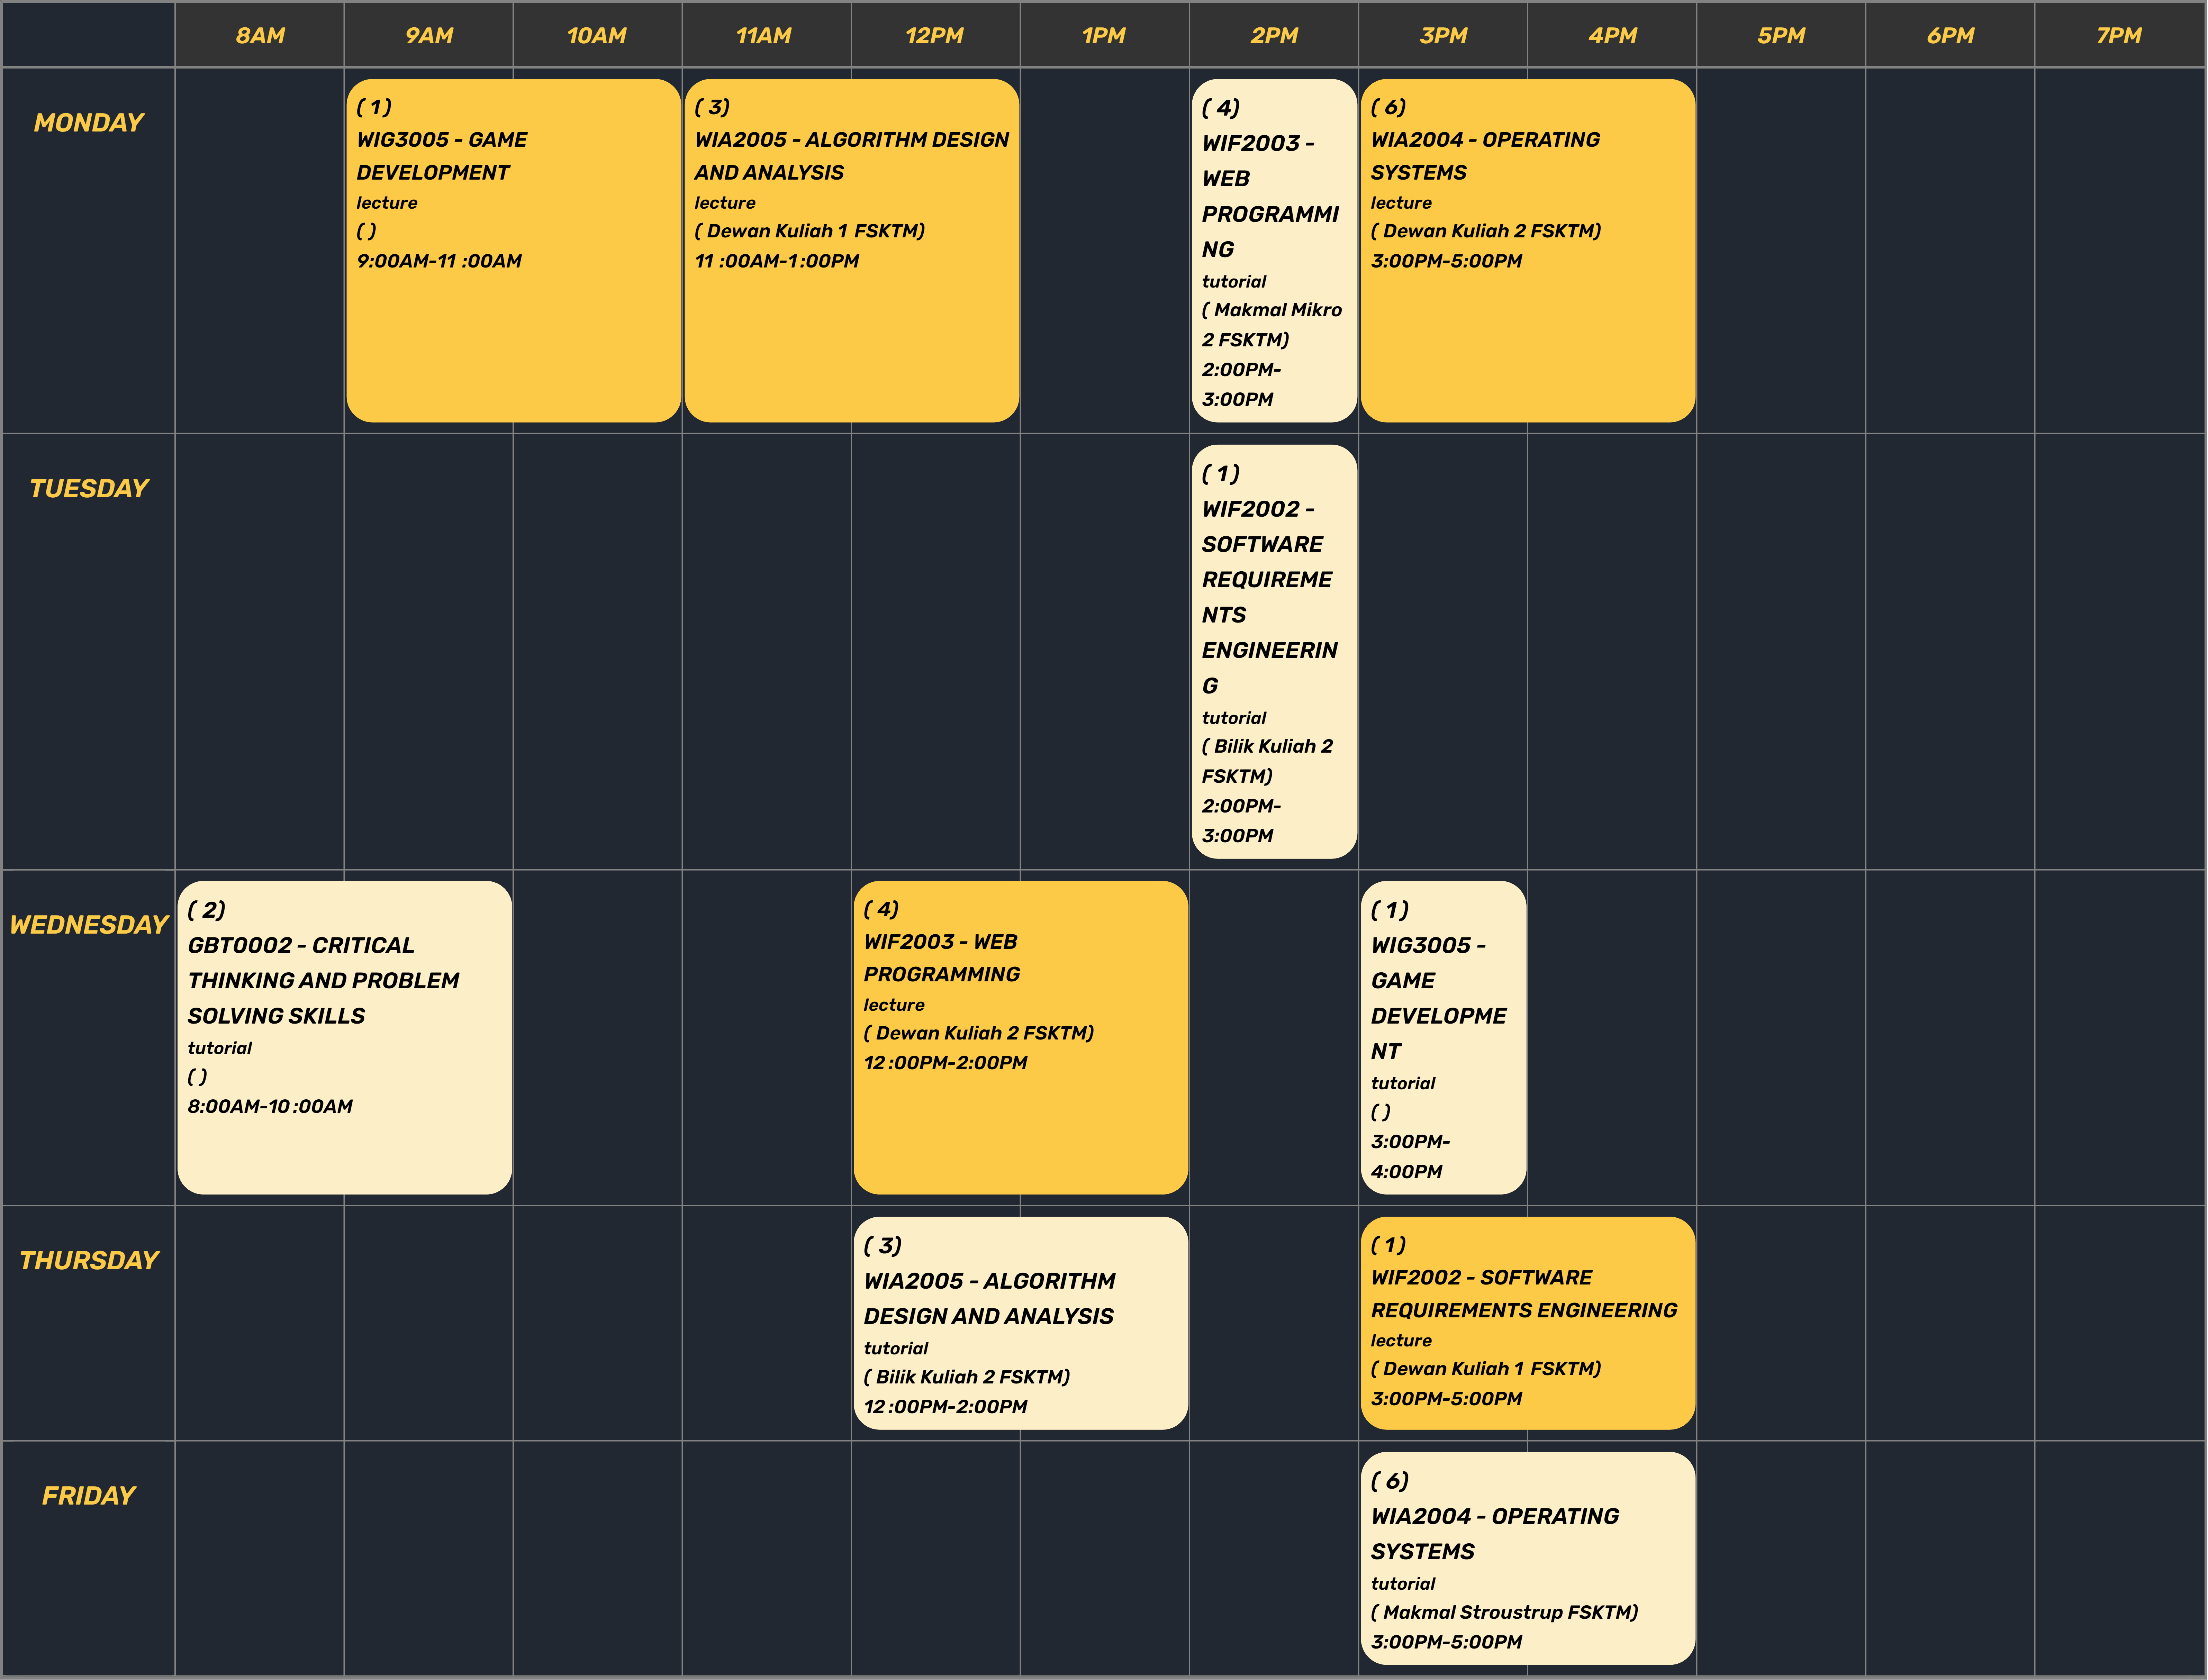 8AM 9AM 10AM 11AM 12PM 1PM 2PM 3PM 4PM 5PM 6PM 7PM
MONDAY
( 1)
WIG3005 - GAME
DEVELOPMENT
lecture
( )
9:00AM-11 :00AM
( 3)
WIA2005 - ALGORITHM DESIGN
AND ANALYSIS
lecture
( Dewan Kuliah 1 FSKTM)
11 :00AM-1:00PM
( 4)
WIF2003 -
WEB
PROGRAMMI
NG
tutorial
( Makmal Mikro
2 FSKTM)
2:00PM-
3:00PM
( 6)
WIA2004 - OPERATING
SYSTEMS
lecture
( Dewan Kuliah 2 FSKTM)
3:00PM-5:00PM
TUESDAY
( 1)
WIF2002 -
SOFTWARE
REQUIREME
NTS
ENGINEERIN
G
tutorial
( Bilik Kuliah 2
FSKTM)
2:00PM-
3:00PM
WEDNESDAY
( 2)
GBT0002 - CRITICAL
THINKING AND PROBLEM
SOLVING SKILLS
tutorial
( )
8:00AM-10 :00AM
( 4)
WIF2003 - WEB
PROGRAMMING
lecture
( Dewan Kuliah 2 FSKTM)
12 :00PM-2:00PM
( 1)
WIG3005 -
GAME
DEVELOPME
NT
tutorial
( )
3:00PM-
4:00PM
THURSDAY
( 3)
WIA2005 - ALGORITHM
DESIGN AND ANALYSIS
tutorial
( Bilik Kuliah 2 FSKTM)
12 :00PM-2:00PM
( 1)
WIF2002 - SOFTWARE
REQUIREMENTS ENGINEERING
lecture
( Dewan Kuliah 1 FSKTM)
3:00PM-5:00PM
FRIDAY
( 6)
WIA2004 - OPERATING
SYSTEMS
tutorial
( Makmal Stroustrup FSKTM)
3:00PM-5:00PM